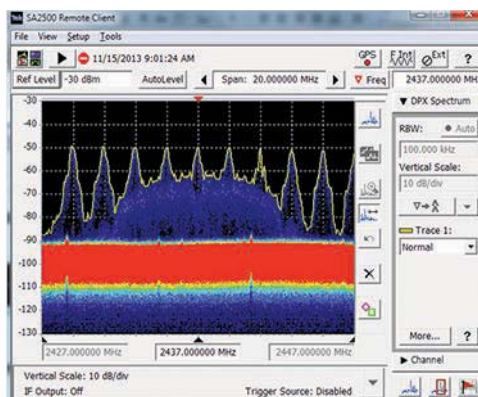 SA2500 Remote Client
File View Setup Tools
11/15/2013 9:01:24 AM
GPS F Int Ext ?
Ref Level -30 dBm AutoLevel Span: 20.000000 MHz Freq 2437.000000 MHz
-30
-40
-50
-60
-70
-80
-90
-100
-110
-120
-130
2427.000000 MHz 2437.000000 MHz 2447.000000 MHz
Vertical Scale: 10 dB/div
IF Output: Off Trigger Source: Disabled
DPX Spectrum
RBW: Auto
100.000 kHz
Vertical Scale:
10 dB/div
Trace 1:
Normal
More... ?
Channel